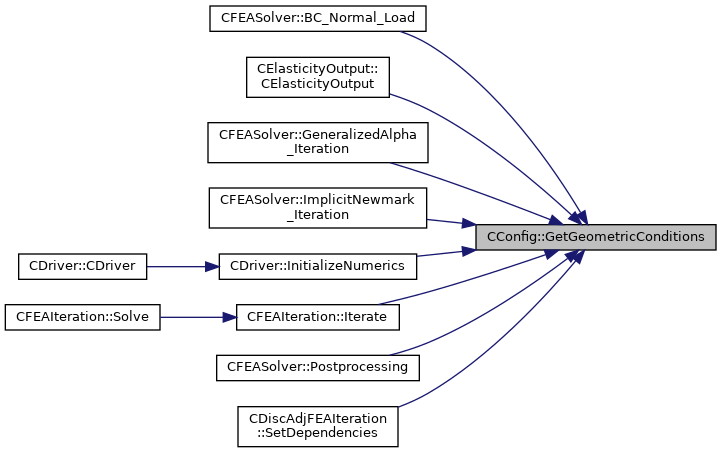 CFEASolver::BC_Normal_Load
CElasticityOutput::
CElasticityOutput
CFEASolver::GeneralizedAlpha
_Iteration
CFEASolver::ImplicitNewmark
_Iteration
CConfig::GetGeometricConditions
CDriver::CDriver
CDriver::InitializeNumerics
CFEAIteration::Solve
CFEAIteration::Iterate
CFEASolver::Postprocessing
CDiscAdjFEAIteration
::SetDependencies